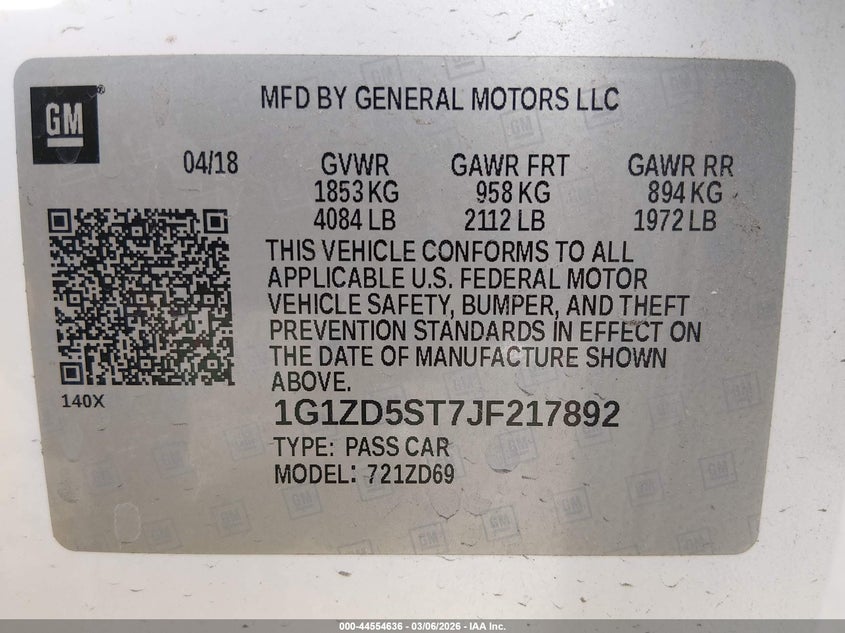 GM®
MFD BY GENERAL MOTORS LLC
04/18 GVWR GAWR FRT GAWR RR
1853 KG 958 KG 894 KG
4084 LB 2112 LB 1972 LB
THIS VEHICLE CONFORMS TO ALL
APPLICABLE U.S. FEDERAL MOTOR
VEHICLE SAFETY, BUMPER, AND THEFT
PREVENTION STANDARDS IN EFFECT ON
THE DATE OF MANUFACTURE SHOWN
ABOVE.
140X
1G1ZD5ST7JF217892
TYPE: PASS CAR
MODEL: 721ZD69
000-44554636 - 03/06/2026 - IAA Inc.